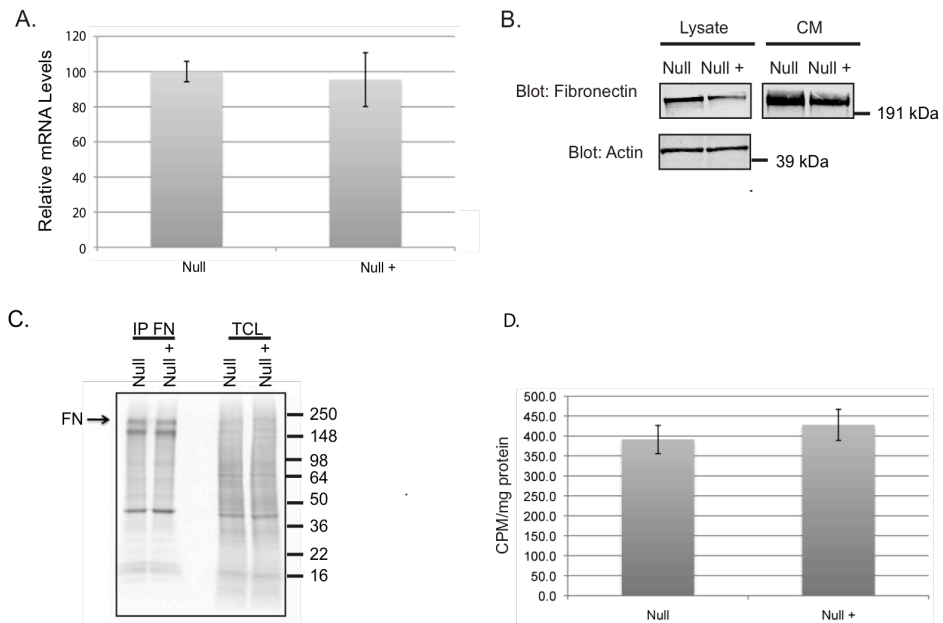 A.
120
100
80
60
40
20
0
Relative mRNA Levels
Null
Null +
B.
Lysate CM
Null Null + Null Null +
Blot: Fibronectin
191 kDa
Blot: Actin
39 kDa
C.
IP FN TCL
Null
Null +
Null
Null +
FN
250
148
98
64
50
36
22
16
D.
500.0
450.0
400.0
350.0
300.0
250.0
200.0
150.0
100.0
50.0
0.0
CPM/mg protein
Null
Null +